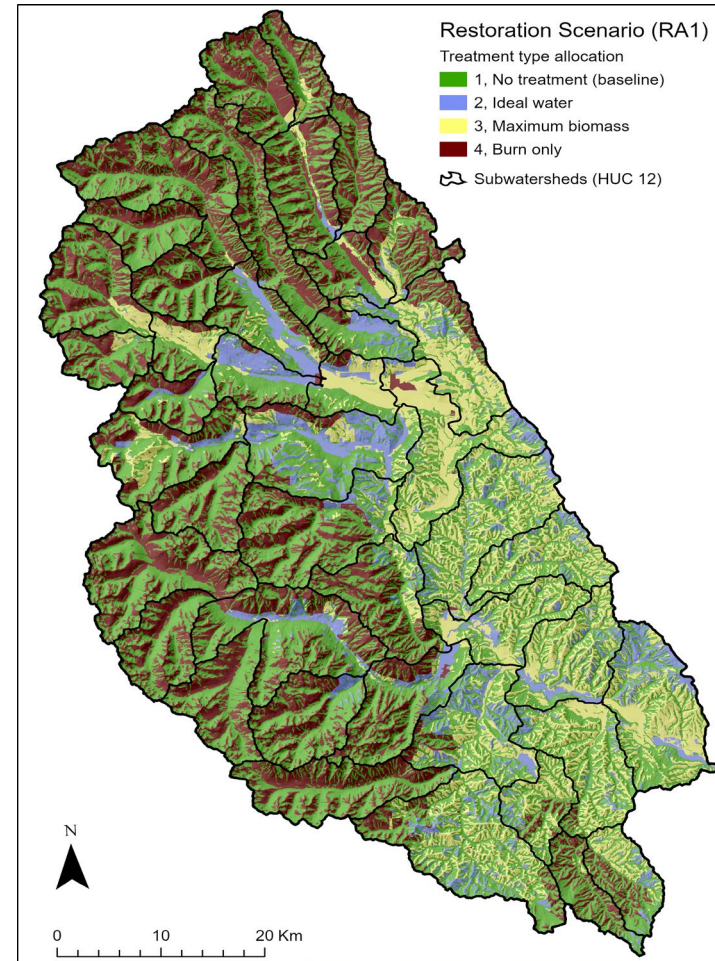 Restoration Scenario (RA1)
Treatment type allocation
1, No treatment (baseline)
2, Ideal water
3, Maximum biomass
4, Burn only
Subwatersheds (HUC 12)
N
0 10 20 Km